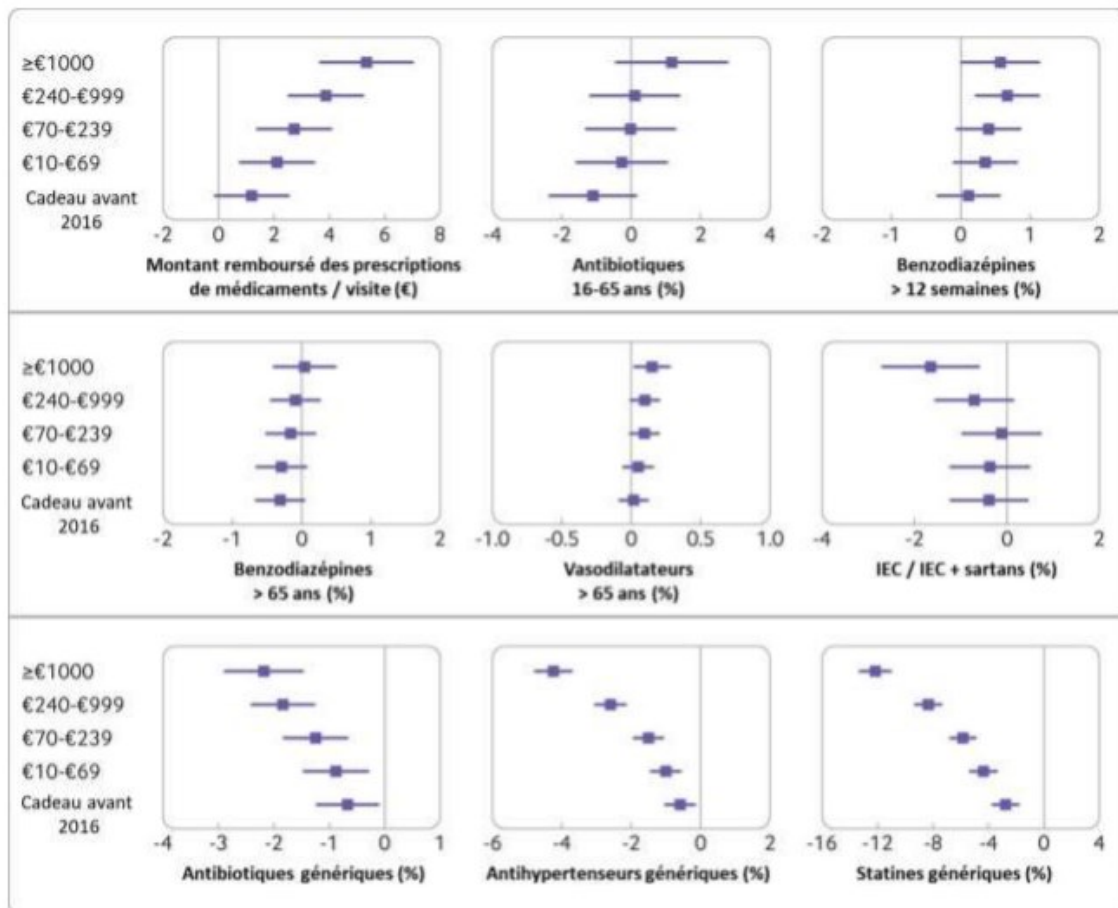 ≥€1000
€240-€999
€70-€239
€10-€69
Cadeau avant
2016
-2 0 2 4 6 8
Montant remboursé des prescriptions
de médicaments / visite (€)
-4 -2 0 2 4
Antibiotiques
16-65 ans (%)
-2 -1 0 1 2
Benzodiazépines
> 12 semaines (%)
≥€1000
€240-€999
€70-€239
€10-€69
Cadeau avant
2016
-2 -1 0 1 2
Benzodiazépines
> 65 ans (%)
-1.0 -0.5 0 0.5 1.0
Vasodilatateurs
> 65 ans (%)
-4 -2 0 2
IEC / IEC + sartans (%)
≥€1000
€240-€999
€70-€239
€10-€69
Cadeau avant
2016
-4 -3 -2 -1 0 1
Antibiotiques génériques (%)
-6 -4 -2 0 2
Antihypertenseurs génériques (%)
-16 -12 -8 -4 0 4
Statines génériques (%)